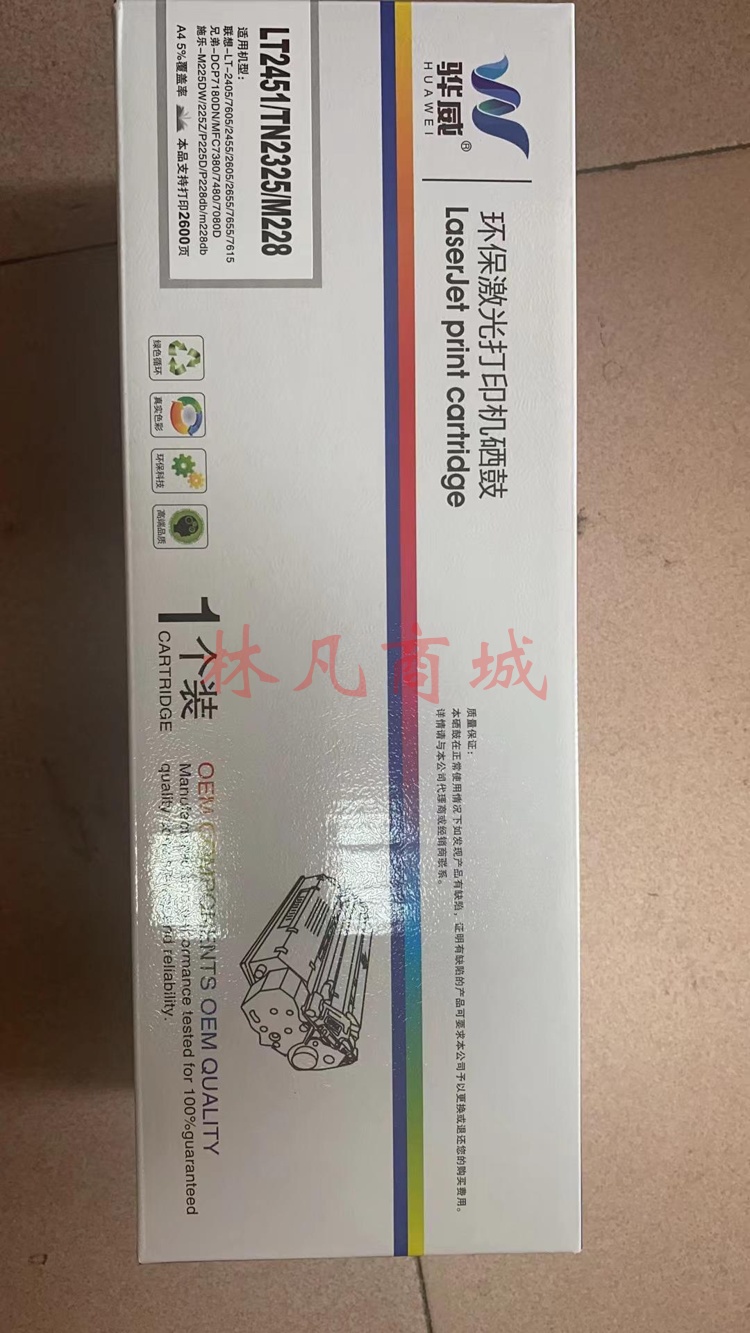 骅威®
HUAWEI
环保激光打印机硒鼓
LaserJet print cartridge
LT2451/TN2325/M228
适用机型：
联想-LT-2405/7605/2455/2605/2655/7655/7615
兄弟-DCP7180DN/MFC7380/7480/7080D
施乐-M225DW/225Z/P225D/P228db/m228db
A4 5%覆盖率 本品支持打印2600页
绿色循环
真实色彩
环保科技
高端品质
1个装
CARTRIDGE
质量保证：
本硒鼓在正常使用情况下如发现产品有缺陷，证明有缺陷的产品可要求本公司予以更换或退还您的购买费用。
详情请与本公司代理商或经销商联系。
OEM COMPONENTS OEM QUALITY
tested for 100%guaranteed
quality and reliability.
林凡商城